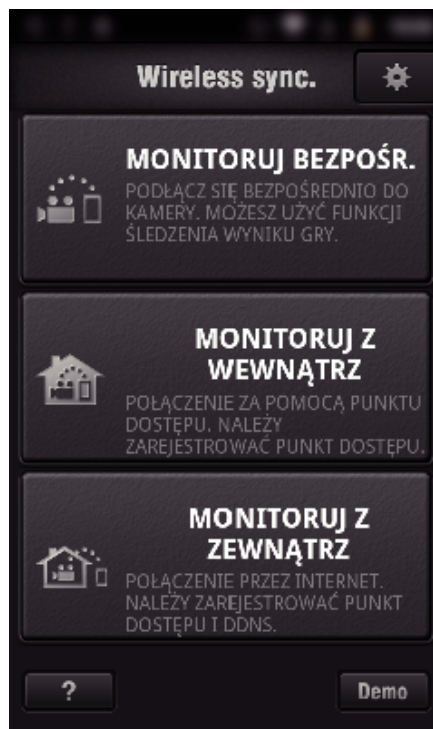 Wireless sync.
MONITORUJ BEZPOŚR.
PODŁĄCZ SIĘ BEZPOŚREDNIO DO
KAMERY. MOŻESZ UŻYĆ FUNKCJI
ŚLEDZENIA WYNIKU GRY.
MONITORUJ Z
WEWNĄTRZ
POŁĄCZENIE ZA POMOCĄ PUNKTU
DOSTĘPU. NALEŻY
ZAREJESTROWAĆ PUNKT DOSTĘPU.
MONITORUJ Z
ZEWNĄTRZ
POŁĄCZENIE PRZEZ INTERNET.
NALEŻY ZAREJESTROWAĆ PUNKT
DOSTĘPU I DDNS.
?
Demo